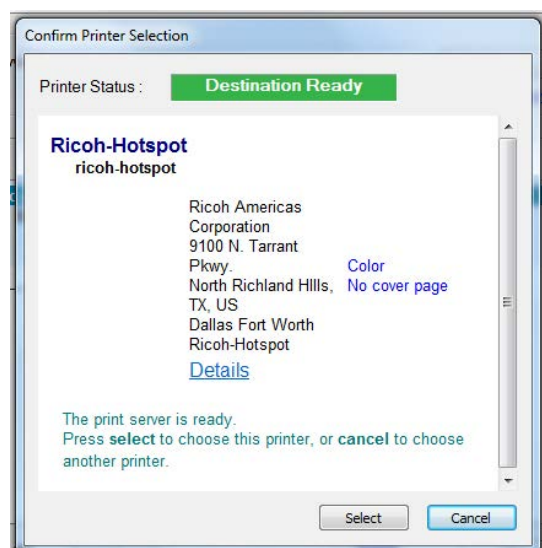 Confirm Printer Selection
Printer Status :
Destination Ready
Ricoh-Hotspot
ricoh-hotspot
Ricoh Americas
Corporation
9100 N. Tarrant
Pkwy.
North Richland HIlls,
TX, US
Dallas Fort Worth
Ricoh-Hotspot
Color
No cover page
Details
The print server is ready.
Press select to choose this printer, or cancel to choose
another printer.
Select
Cancel